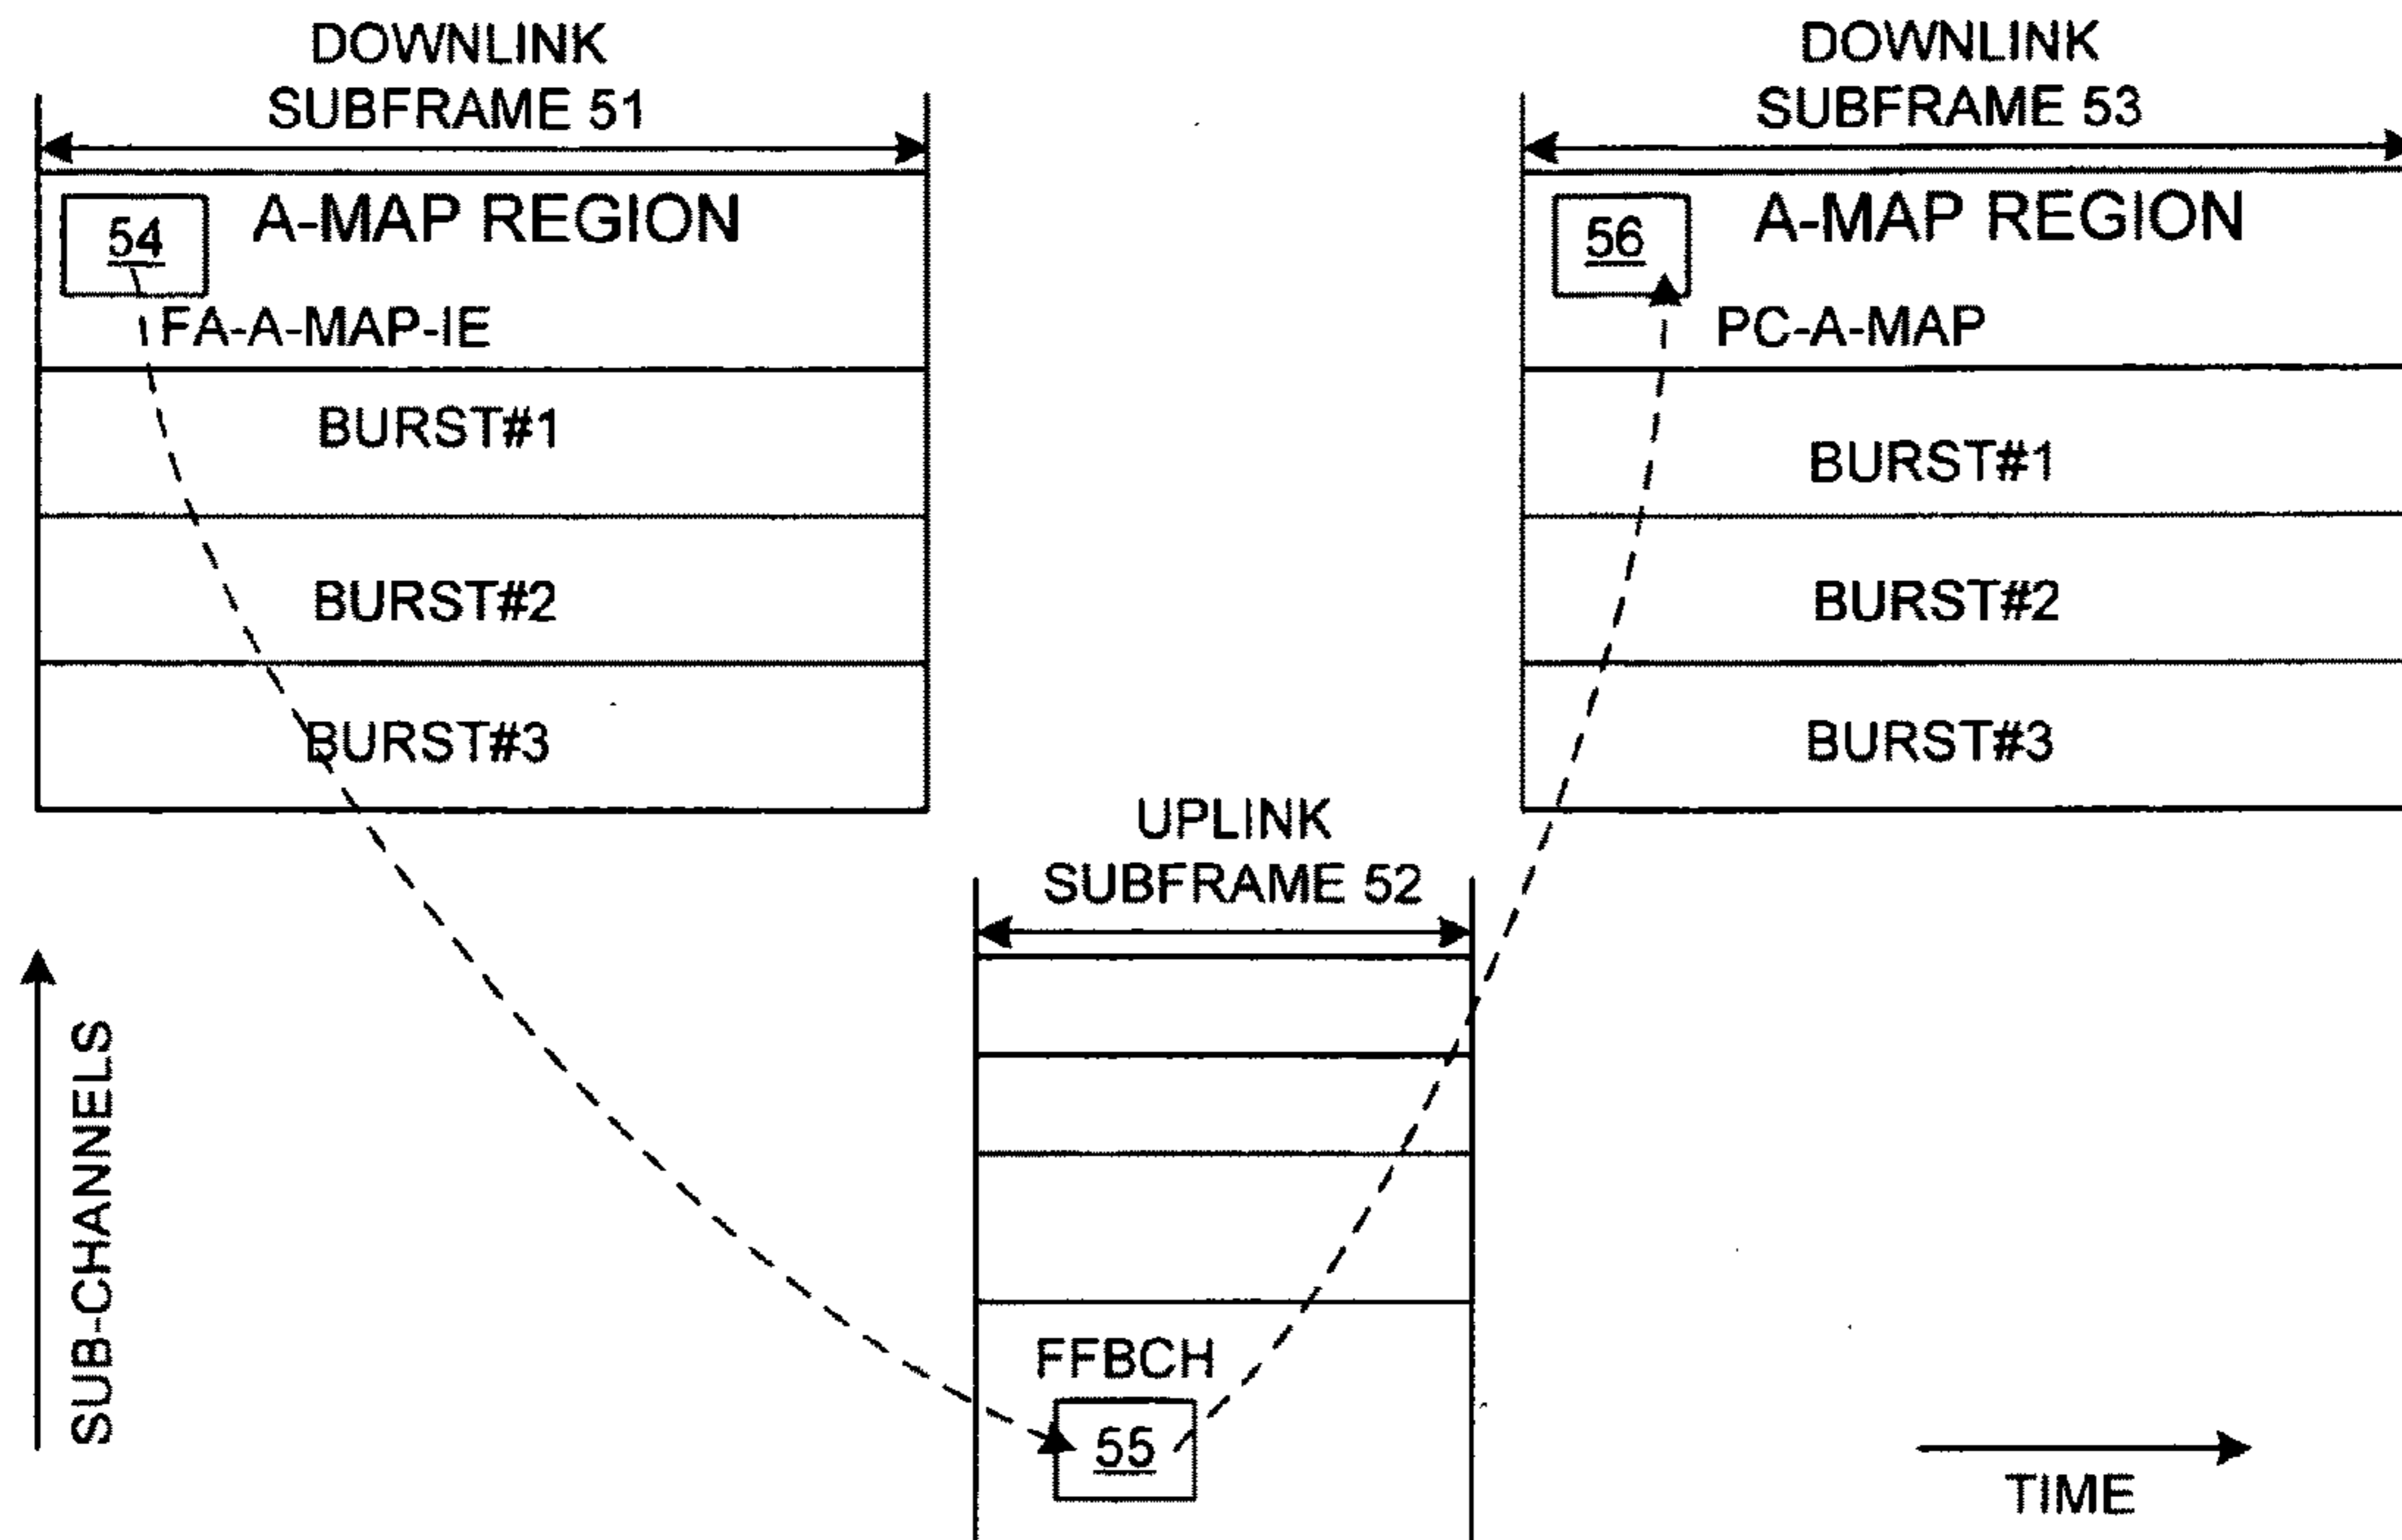 DOWNLINK
SUBFRAME 51
54
A-MAP REGION
FA-A-MAP-IE
BURST#1
BURST#2
BURST#3
DOWNLINK
SUBFRAME 53
56
A-MAP REGION
PC-A-MAP
BURST#1
BURST#2
BURST#3
UPLINK
SUBFRAME 52
FFBCH
55
SUB-CHANNELS
TIME